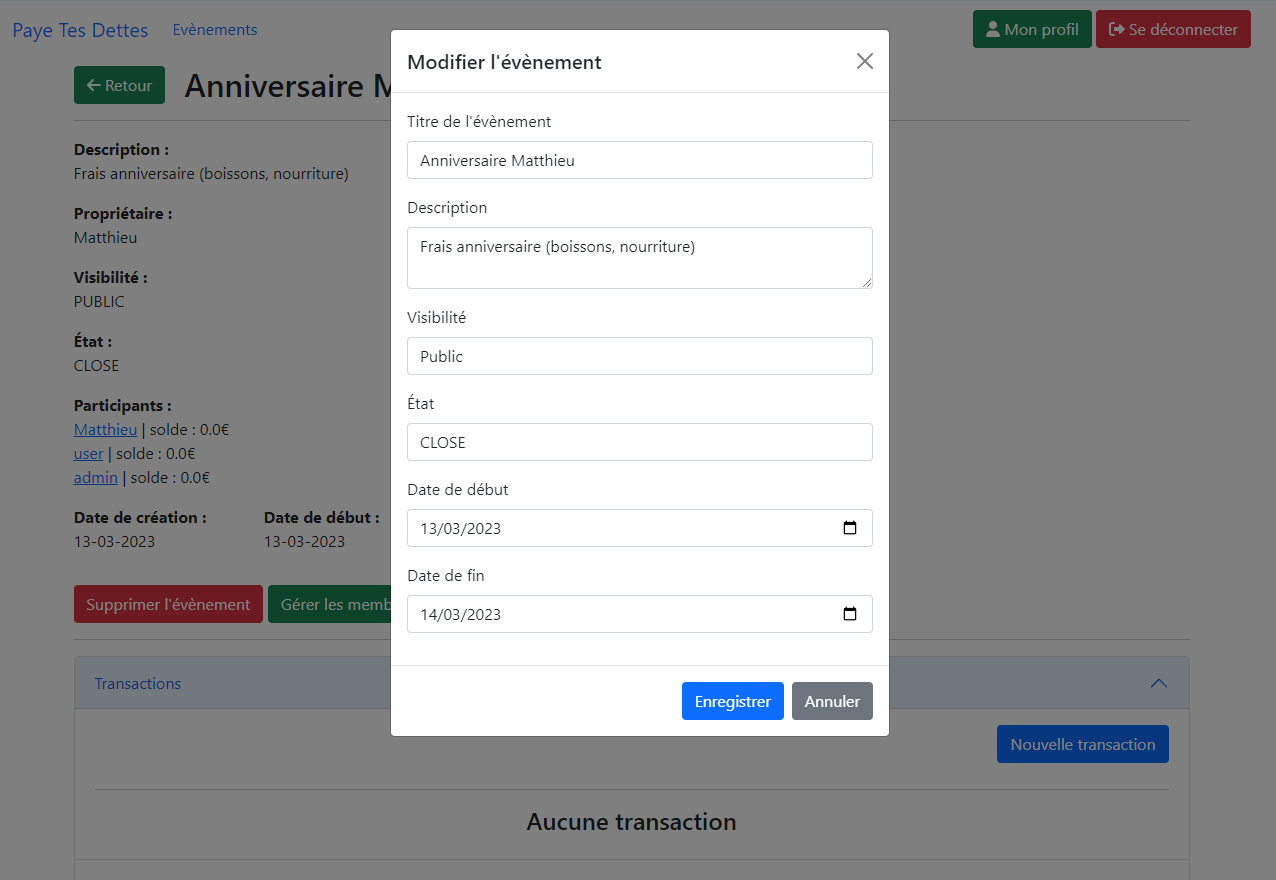 Paye Tes Dettes Evènements Mon profil Se déconnecter
Retour Anniversaire M
Description :
Frais anniversaire (boissons, nourriture)
Propriétaire :
Matthieu
Visibilité :
PUBLIC
État :
CLOSE
Participants :
Matthieu | solde : 0.0€
user | solde : 0.0€
admin | solde : 0.0€
Date de création : Date de début :
13-03-2023 13-03-2023
Supprimer l'évènement Gérer les memb
Modifier l'évènement
Titre de l'évènement
Anniversaire Matthieu
Description
Frais anniversaire (boissons, nourriture)
Visibilité
Public
État
CLOSE
Date de début
13/03/2023
Date de fin
14/03/2023
Enregistrer Annuler
Transactions
Nouvelle transaction
Aucune transaction